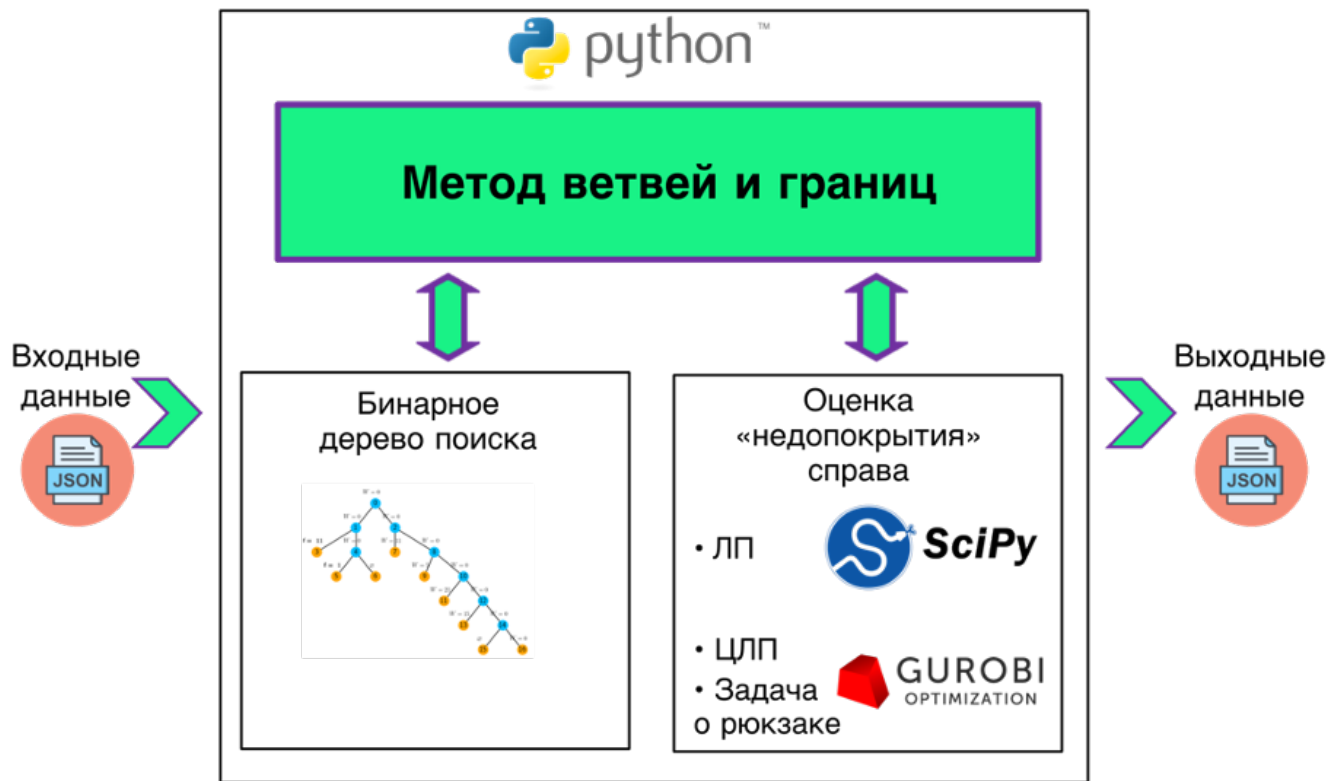 python™
Метод ветвей и границ
Входные
данные
JSON
Бинарное
дерево поиска
Оценка
«недопокрытия»
справа
• ЛП
SciPy
• ЦЛП
• Задача
о рюкзаке
GUROBI
OPTIMIZATION
Выходные
данные
JSON